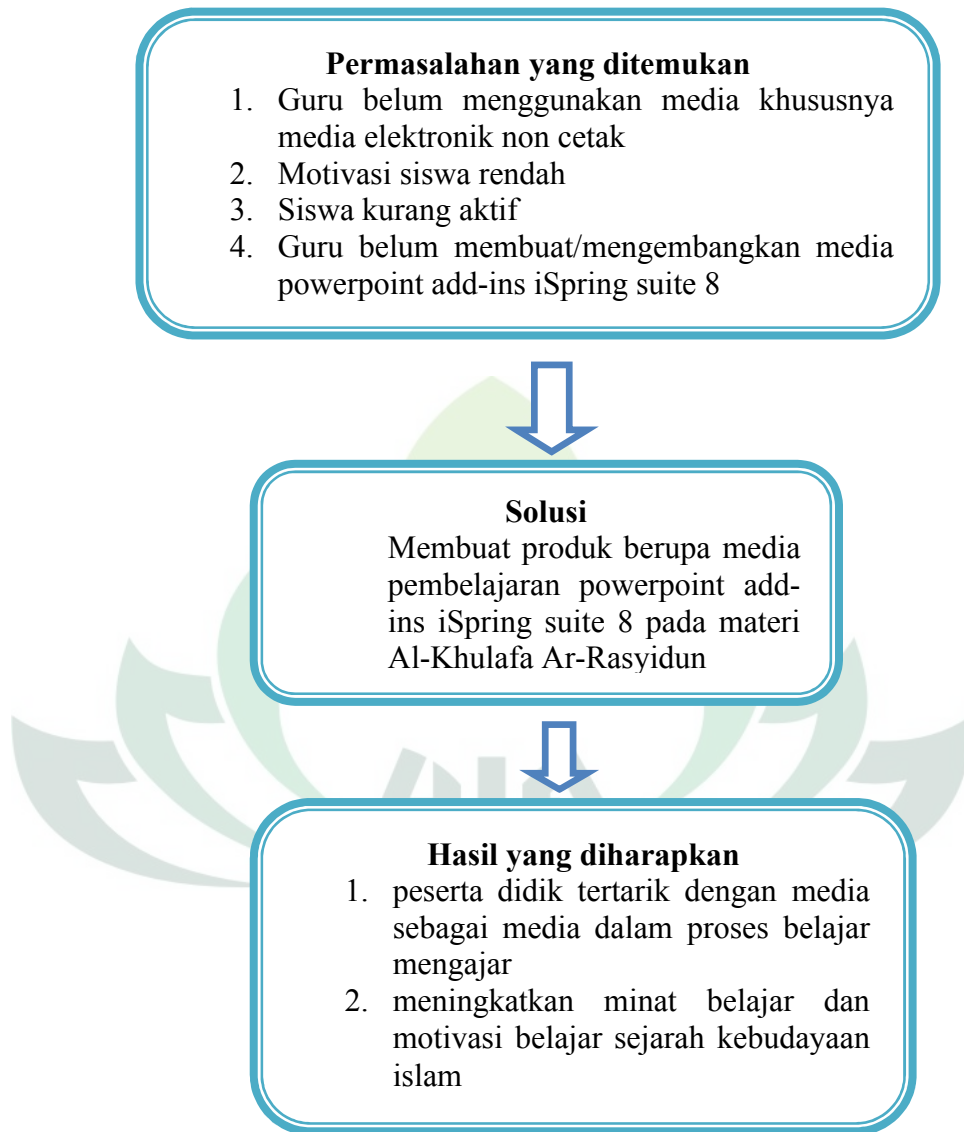 Permasalahan yang ditemukan
1. Guru belum menggunakan media khususnya
media elektronik non cetak
2. Motivasi siswa rendah
3. Siswa kurang aktif
4. Guru belum membuat/mengembangkan media
powerpoint add-ins iSpring suite 8
Solusi
Membuat produk berupa media
pembelajaran powerpoint add-
ins iSpring suite 8 pada materi
Al-Khulafa Ar-Rasyidun
Hasil yang diharapkan
1. peserta didik tertarik dengan media
sebagai media dalam proses belajar
mengajar
2. meningkatkan minat belajar dan
motivasi belajar sejarah kebudayaan
islam